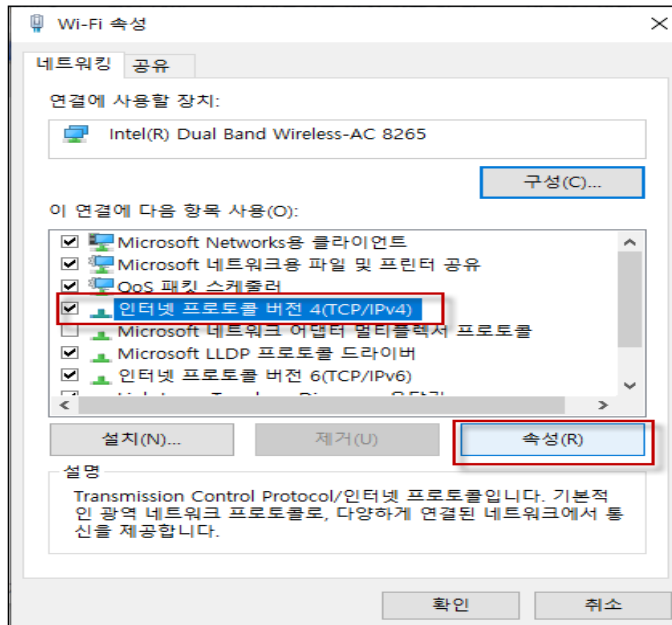 Wi-Fi 속성
네트워킹
공유
연결에 사용할 장치:
Intel(R) Dual Band Wireless-AC 8265
구성(C)...
이 연결에 다음 항목 사용(O):
Microsoft Networks용 클라이언트
Microsoft 네트워크용 파일 및 프린터 공유
QoS 패킷 스케줄러
인터넷 프로토콜 버전 4(TCP/IPv4)
Microsoft 네트워크 어댑터 멀티플렉서 프로토콜
Microsoft LLDP 프로토콜 드라이버
인터넷 프로토콜 버전 6(TCP/IPv6)
설치(N)...
제거(U)
속성(R)
설명
Transmission Control Protocol/인터넷 프로토콜입니다. 기본적
인 광역 네트워크 프로토콜로, 다양하게 연결된 네트워크에서 통
신을 제공합니다.
확인
취소